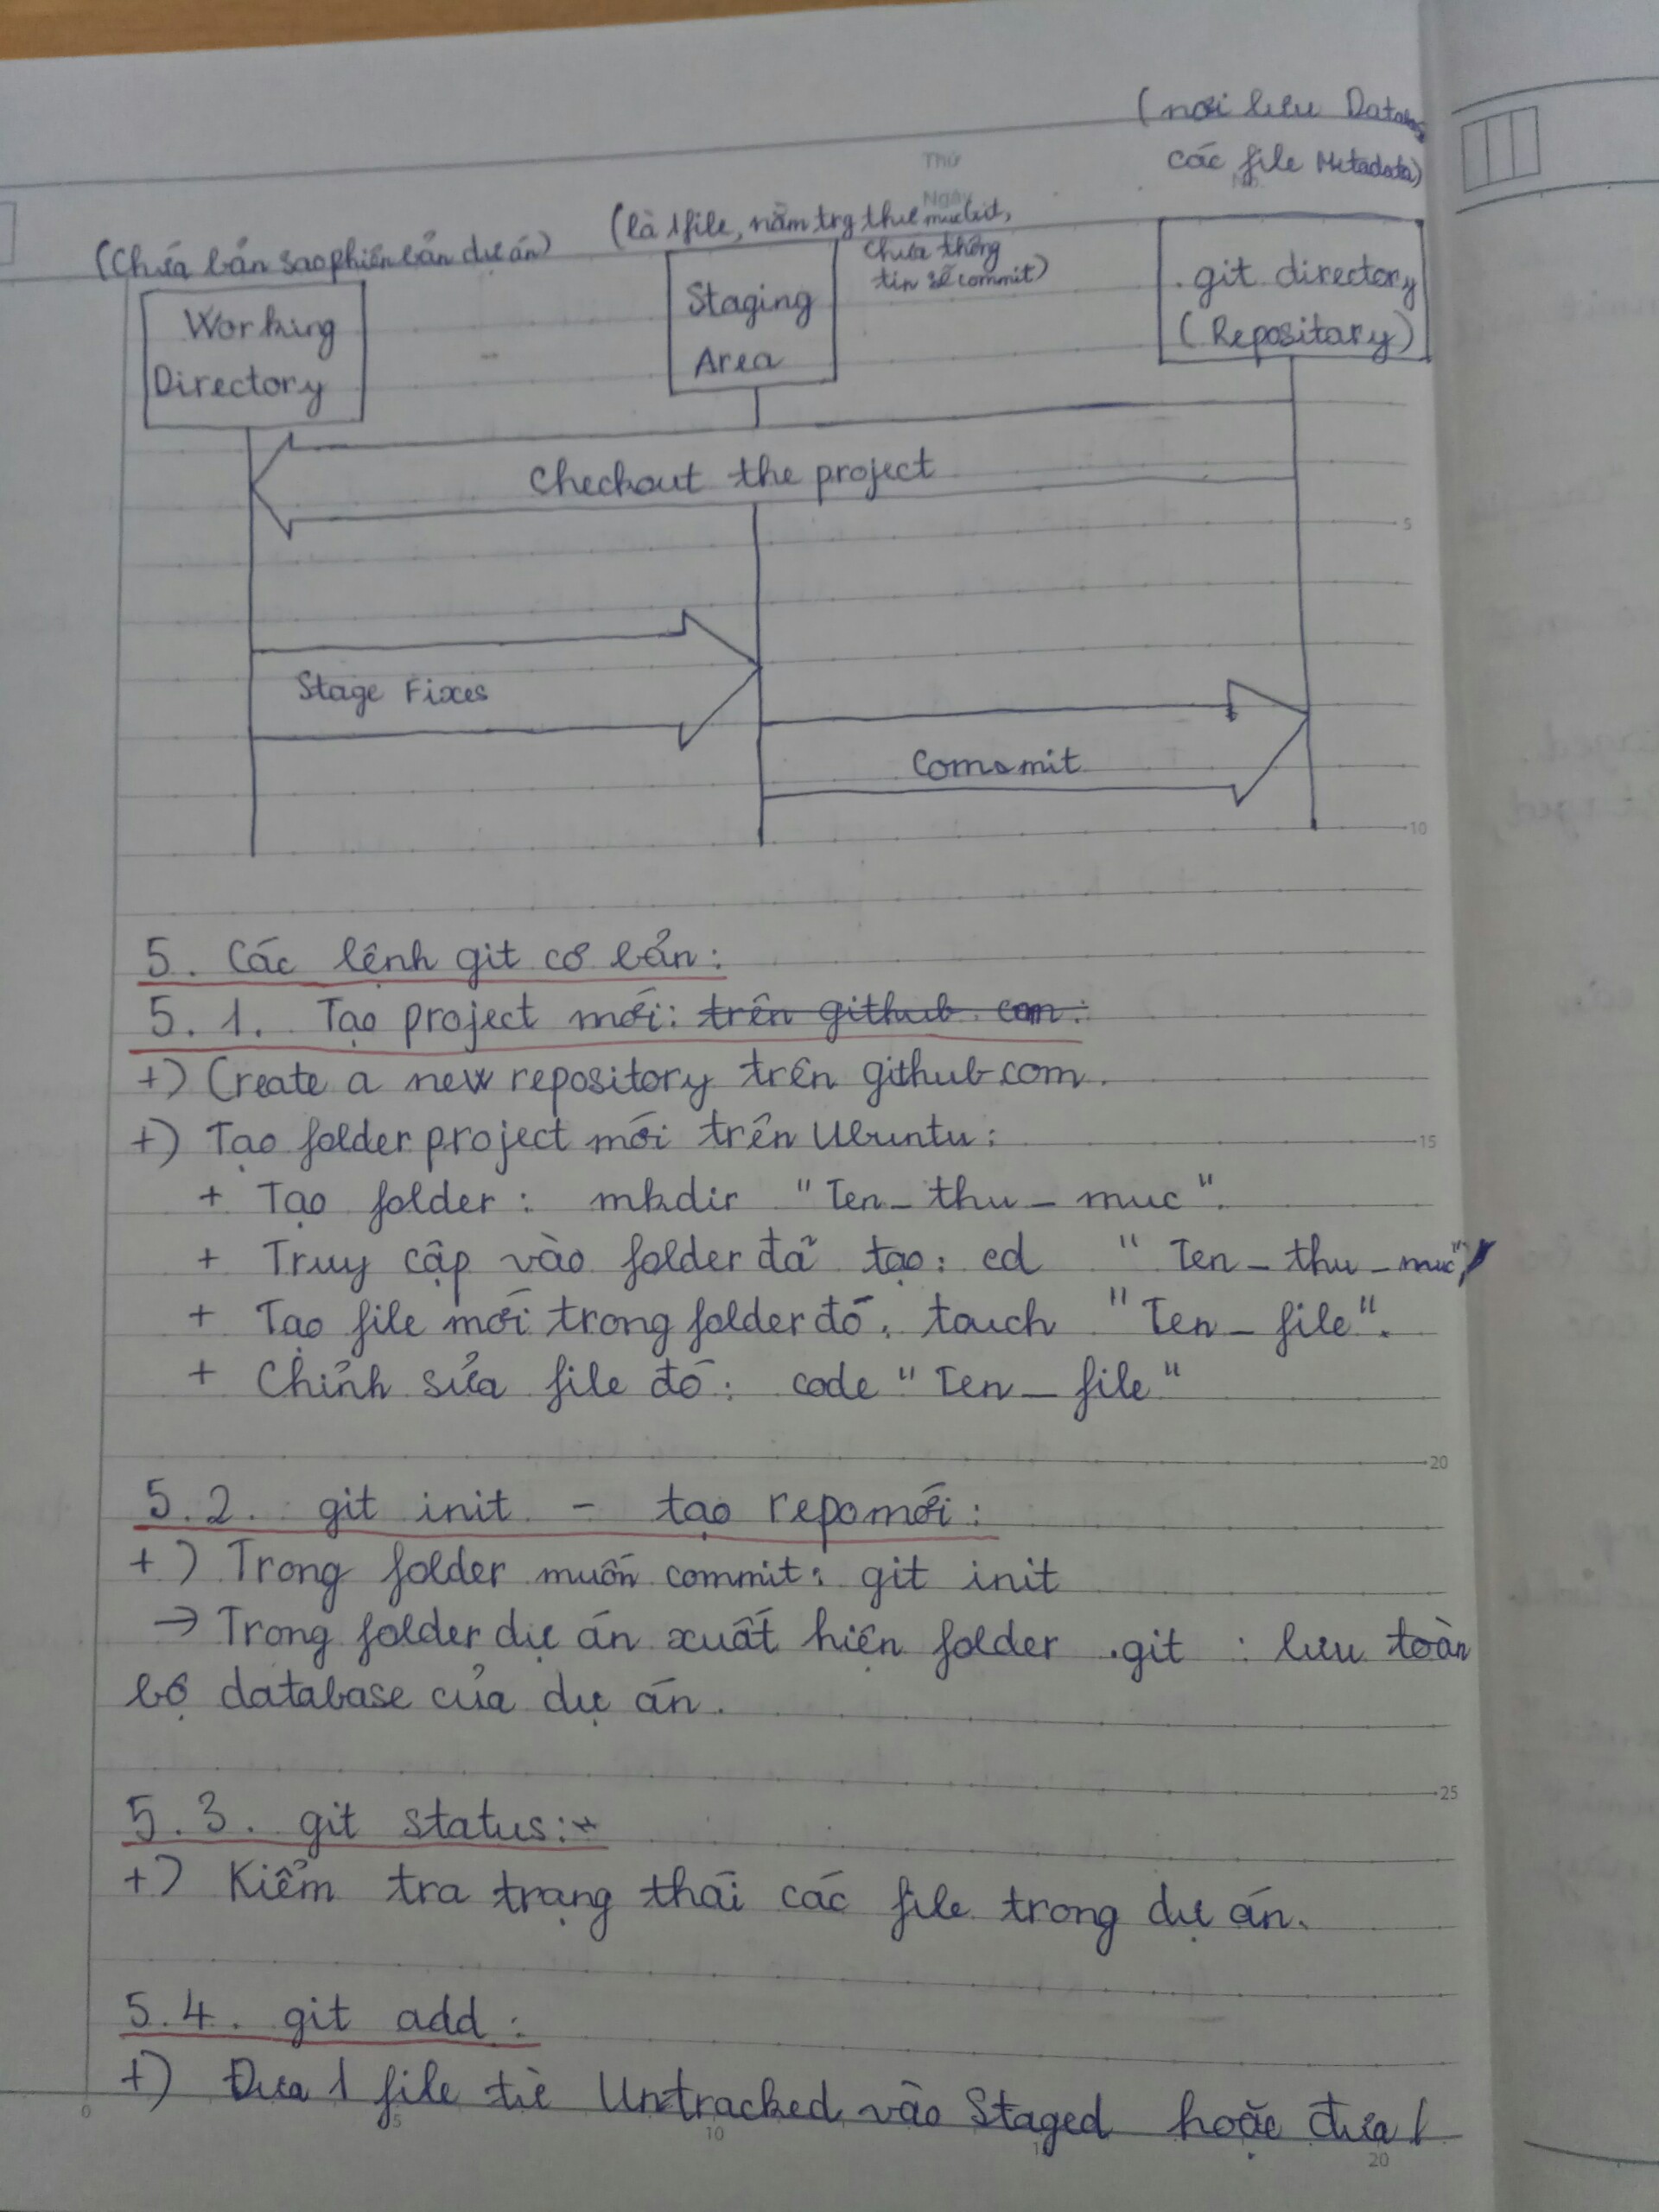 (nơi lưu Databas
các file Metadata)
Thứ
Ngày
No.
(là 1 file, nằm trg thư mục Git,
chứa thông
tin sẽ commit)
(Chứa bản sao phiên bản dự án)
Working
Directory
Staging
Area
.git directory
(Repositary)
Checkout the project
5
Stage Fixes
Commit
10
5. Các lệnh git cơ bản:
5.1. Tạo project mới: trên github.com:
+) Create a new repository trên github.com.
+) Tạo folder project mới trên Ubuntu:
15
+ Tạo folder: mkdir "Ten_thu_muc".
+ Truy cập vào folder đã tạo: cd "Ten_thu_muc"
+ Tạo file mới trong folder đó: touch "Ten_file".
+ Chỉnh sửa file đó: code "Ten_file"
20
5.2. git init - tạo repo mới:
+) Trong folder muốn commit: git init
→ Trong folder dự án xuất hiện folder .git : lưu toàn
bộ database của dự án.
25
5.3. git status:
+) Kiểm tra trạng thái các file trong dự án.
5.4. git add:
+) Đưa 1 file từ Untracked vào Staged hoặc đưa 1
0 5 10 15 20